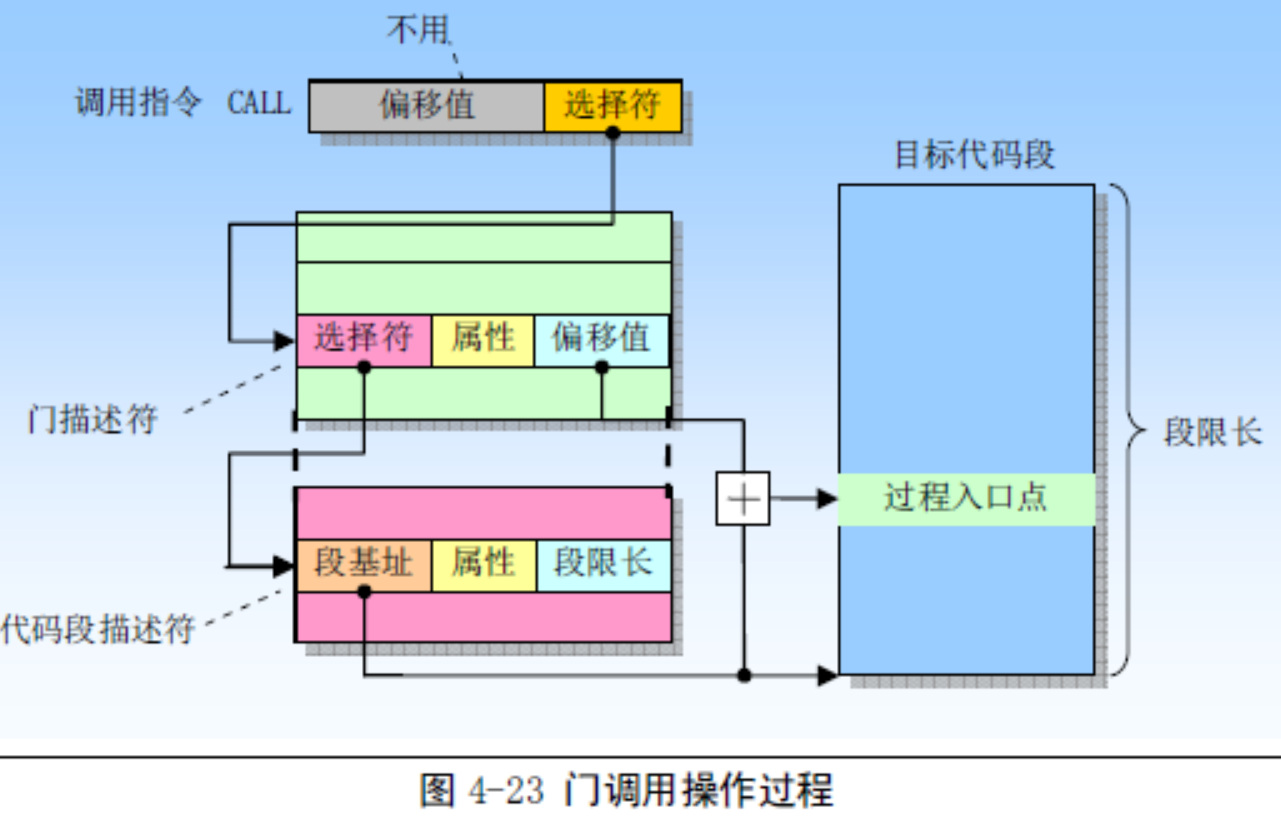 不用
调用指令 CALL 偏移值 选择符
目标代码段
选择符 属性 偏移值
门描述符
段限长
过程入口点
段基址 属性 段限长
代码段描述符
图 4-23 门调用操作过程